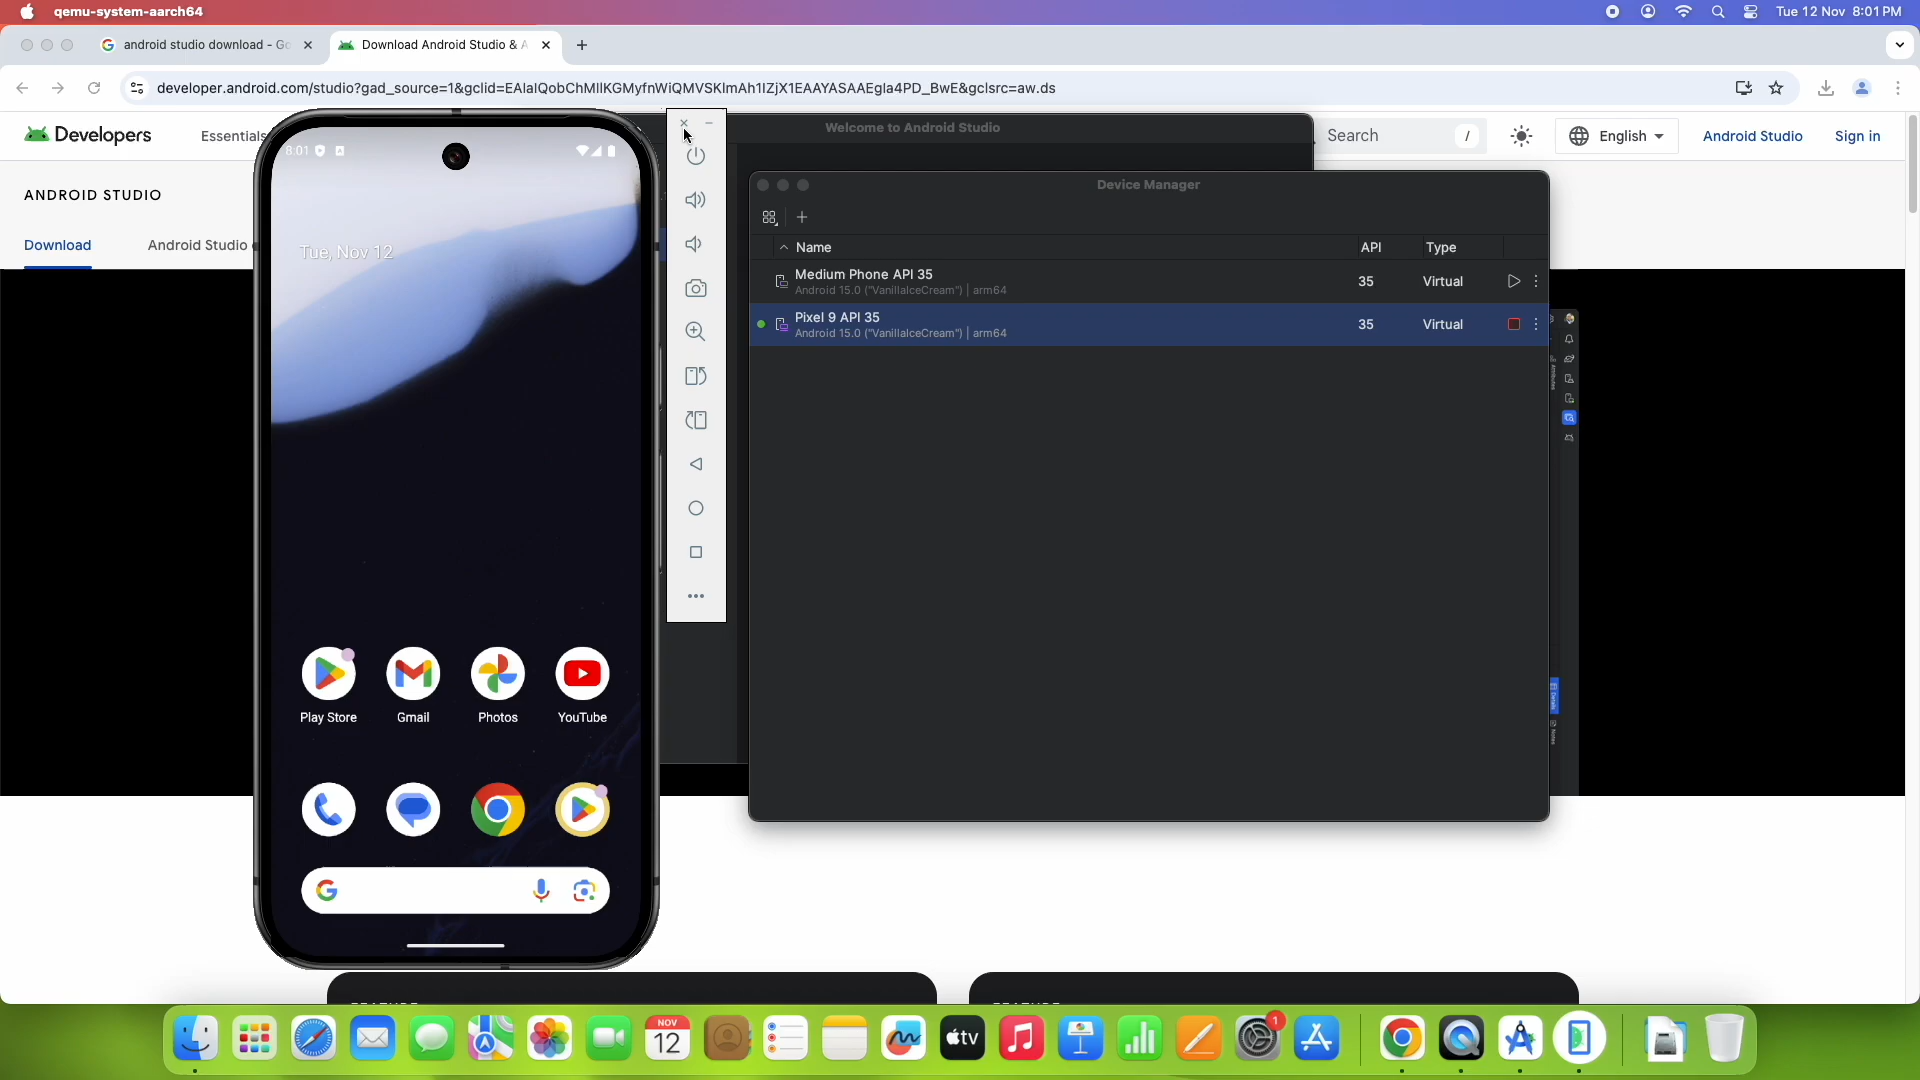 qemu-system-aarch64
Tue 12 Nov 8:01 PM
android studio download - Go
Download Android Studio & A
developer.android.com/studio?gad_source=1&gclid=EAIaIQobChMIlKGMyfnWiQMVSKlmAh1IZjX1EAAYASAAEgIa4PD_BwE&gclsrc=aw.ds
Developers
Essentials
Search
/
English
Android Studio
Sign in
Welcome to Android Studio
ANDROID STUDIO
Download
Android Studio
8:01
Tue, Nov 12
Play Store
Gmail
Photos
YouTube
Device Manager
Name
API
Type
Medium Phone API 35
Android 15.0 ("VanillaIceCream") | arm64
35
Virtual
Pixel 9 API 35
Android 15.0 ("VanillaIceCream") | arm64
35
Virtual
NOV
12
tv
1